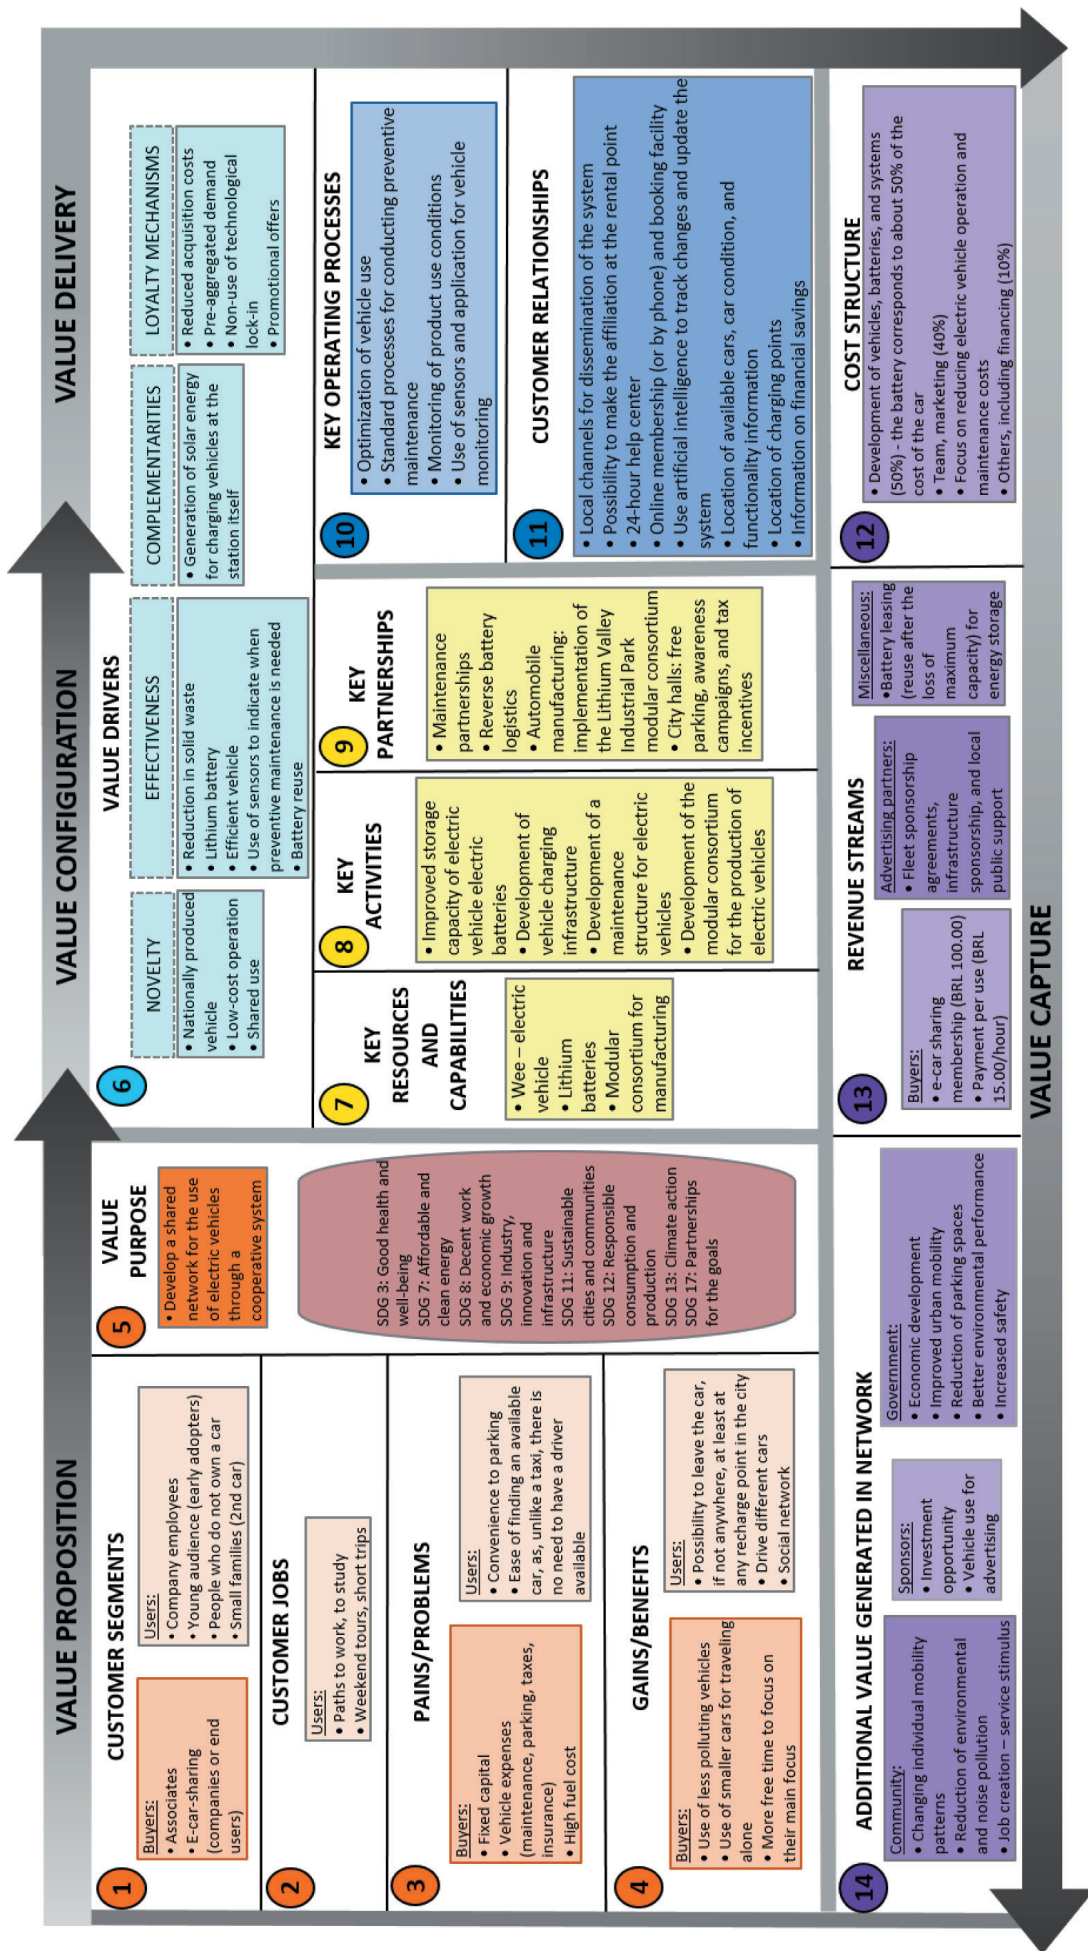 VALUE PROPOSITION
VALUE CONFIGURATION
VALUE DELIVERY
1
CUSTOMER SEGMENTS
Buyers:
• Associates
• E-car-sharing
(companies or end
users)
Users:
• Company employees
• Young audience (early adopters)
• People who do not own a car
• Small families (2nd car)
2
CUSTOMER JOBS
Users:
• Paths to work, to study
• Weekend tours, short trips
3
PAINS/PROBLEMS
Buyers:
• Fixed capital
• Vehicle expenses
(maintenance, parking, taxes,
insurance)
• High fuel cost
Users:
• Convenience to parking
• Ease of finding an available
car, as, unlike a taxi, there is
no need to have a driver
available
4
GAINS/BENEFITS
Buyers:
• Use of less polluting vehicles
• Use of smaller cars for traveling
alone
• More free time to focus on
their main focus
Users:
• Possibility to leave the car,
if not anywhere, at least at
any recharge point in the city
• Drive different cars
• Social network
5
VALUE
PURPOSE
• Develop a shared
network for the use
of electric vehicles
through a
cooperative system
SDG 3: Good health and
well-being
SDG 7: Affordable and
clean energy
SDG 8: Decent work
and economic growth
SDG 9: Industry,
innovation and
infrastructure
SDG 11: Sustainable
cities and communities
SDG 12: Responsible
consumption and
production
SDG 13: Climate action
SDG 17: Partnerships
for the goals
6
VALUE DRIVERS
NOVELTY
• Nationally produced
vehicle
• Low-cost operation
• Shared use
EFFECTIVENESS
• Reduction in solid waste
• Lithium battery
• Efficient vehicle
• Use of sensors to indicate when
preventive maintenance is needed
• Battery reuse
COMPLEMENTARITIES
• Generation of solar energy
for charging vehicles at the
station itself
LOYALTY MECHANISMS
• Reduced acquisition costs
• Pre-aggregated demand
• Non-use of technological
lock-in
• Promotional offers
7
KEY
RESOURCES
AND
CAPABILITIES
• Wee – electric
vehicle
• Lithium
batteries
• Modular
consortium for
manufacturing
8
KEY
ACTIVITIES
• Improved storage
capacity of electric
vehicle electric
batteries
• Development of
vehicle charging
infrastructure
• Development of a
maintenance
structure for electric
vehicles
• Development of the
modular consortium
for the production of
electric vehicles
9
KEY
PARTNERSHIPS
• Maintenance
partnerships
• Reverse battery
logistics
• Automobile
manufacturing:
implementation of
the Lithium Valley
Industrial Park
modular consortium
• City halls: free
parking, awareness
campaigns, and tax
incentives
10
KEY OPERATING PROCESSES
• Optimization of vehicle use
• Standard processes for conducting preventive
maintenance
• Monitoring of product use conditions
• Use of sensors and application for vehicle
monitoring
11
CUSTOMER RELATIONSHIPS
• Local channels for dissemination of the system
• Possibility to make the affiliation at the rental point
• 24-hour help center
• Online membership (or by phone) and booking facility
• Use artificial intelligence to track changes and update the
system
• Location of available cars, car condition, and
functionality information
• Location of charging points
• Information on financial savings
14
ADDITIONAL VALUE GENERATED IN NETWORK
Community:
• Changing individual mobility
patterns
• Reduction of environmental
and noise pollution
• Job creation – service stimulus
Sponsors:
• Investment
opportunity
• Vehicle use for
advertising
Government:
• Economic development
• Improved urban mobility
• Reduction of parking spaces
• Better environmental performance
• Increased safety
13
REVENUE STREAMS
Buyers:
• e-car sharing
membership (BRL 100.00)
• Payment per use (BRL
15.00/hour)
Advertising partners:
• Fleet sponsorship
agreements,
infrastructure
sponsorship, and local
public support
Miscellaneous:
•Battery leasing
(reuse after the
loss of
maximum
capacity) for
energy storage
12
COST STRUCTURE
• Development of vehicles, batteries, and systems
(50%) - the battery corresponds to about 50% of the
cost of the car
• Team, marketing (40%)
• Focus on reducing electric vehicle operation and
maintenance costs
• Others, including financing (10%)
VALUE CAPTURE